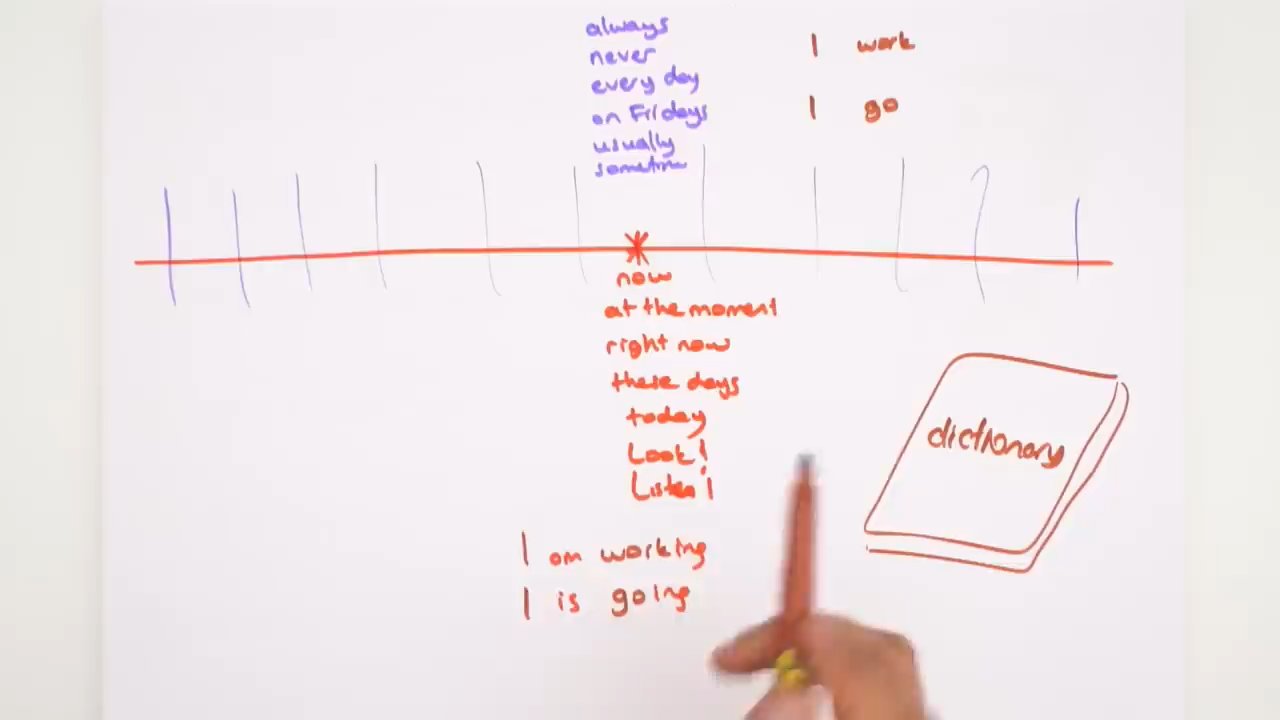 always
never
every day
on Fridays
usually
sometime
I work
I go
now
at the moment
right now
these days
today
Look!
Listen!
I am working
I is going
dictionary